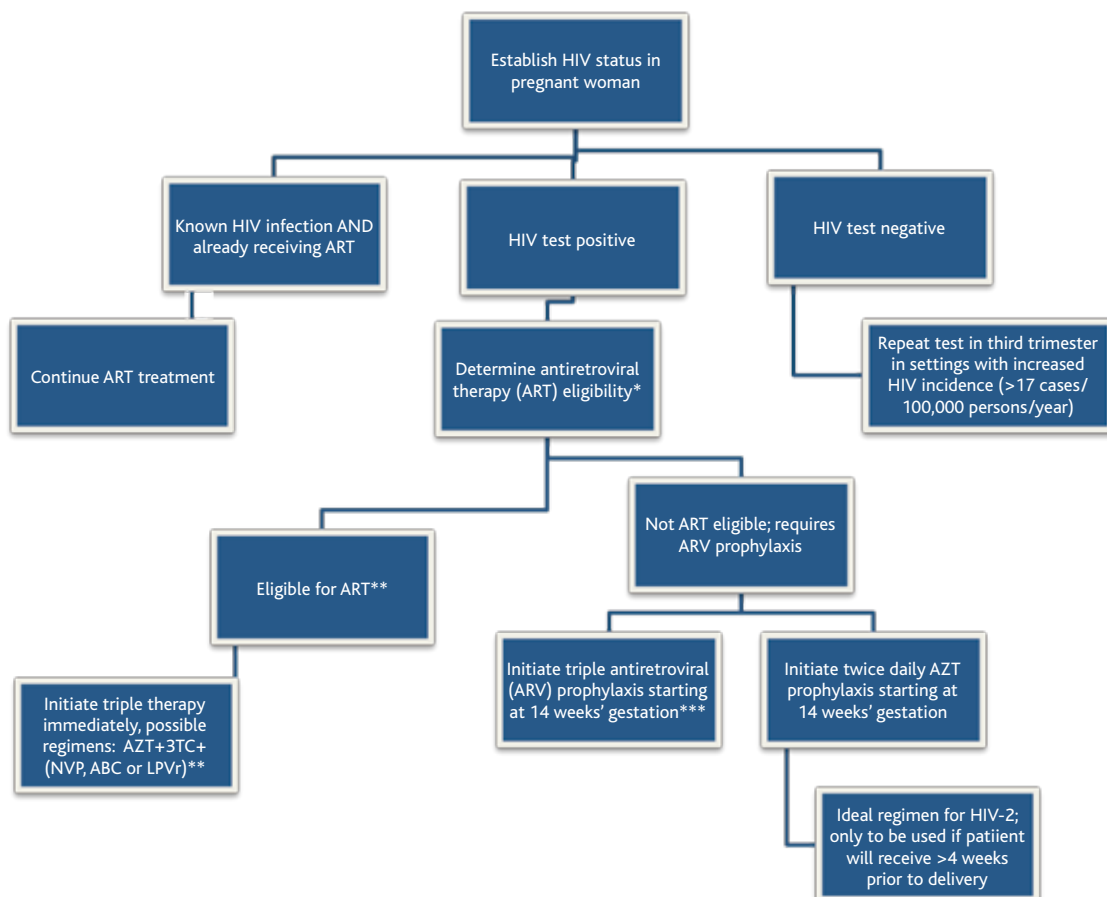 Establish HIV status in
pregnant woman
Known HIV infection AND
already receiving ART
HIV test positive
HIV test negative
Continue ART treatment
Determine antiretroviral
therapy (ART) eligibility*
Repeat test in third trimester
in settings with increased
HIV incidence (>17 cases/
100,000 persons/year)
Eligible for ART**
Not ART eligible; requires
ARV prophylaxis
Initiate triple therapy
immediately, possible
regimens: AZT+3TC+
(NVP, ABC or LPVr)**
Initiate triple antiretroviral
(ARV) prophylaxis starting
at 14 weeks’ gestation***
Initiate twice daily AZT
prophylaxis starting at
14 weeks’ gestation
Ideal regimen for HIV-2;
only to be used if patiient
will receive >4 weeks
prior to delivery